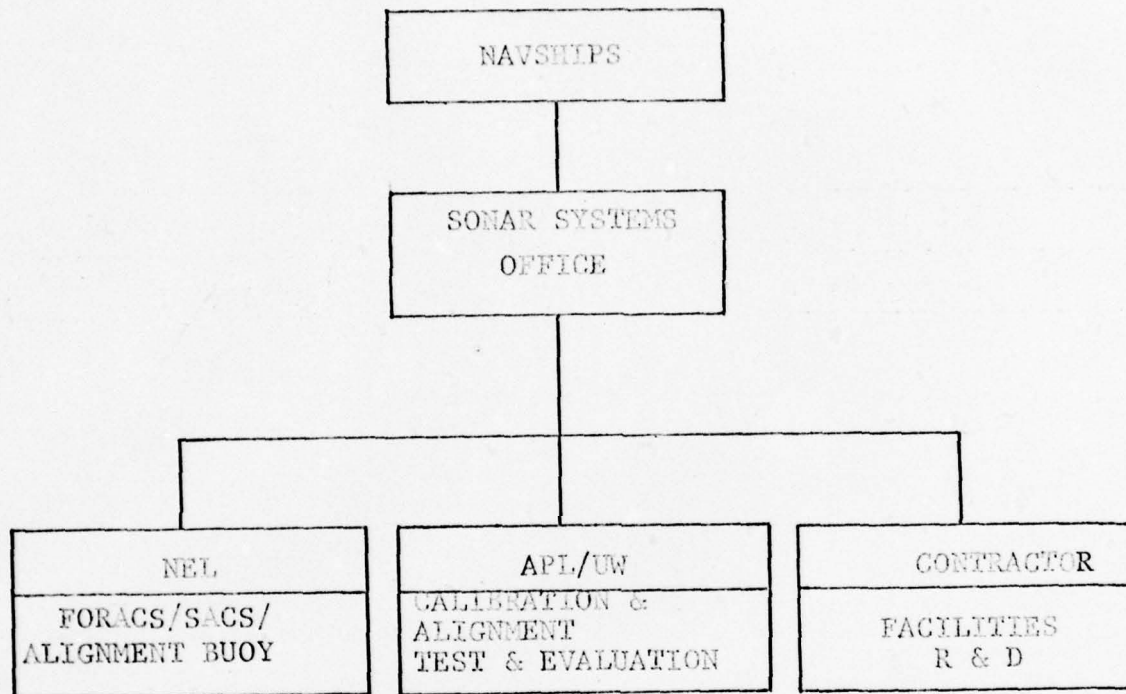 NAVSHIPS
SONAR SYSTEMS
OFFICE
NEL
FORACS/SACS/
ALIGNMENT BUOY
APL/UW
CALIBRATION &
ALIGNMENT
TEST & EVALUATION
CONTRACTOR
FACILITIES
R & D